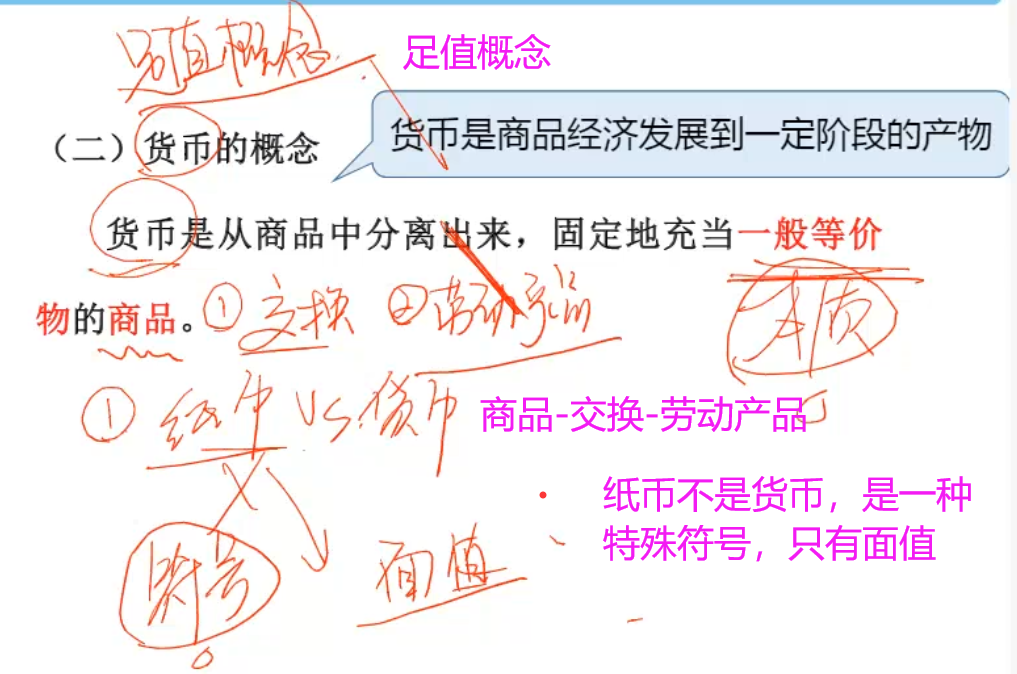 足值概念 足值概念
(二)货币的概念 货币是商品经济发展到一定阶段的产物
货币是从商品中分离出来，固定地充当一般等价
物的商品。①交换 ②劳动产品 本质
①纸币 VS 货币 商品-交换-劳动产品
纸币不是货币，是一种
特殊符号，只有面值
符号 面值